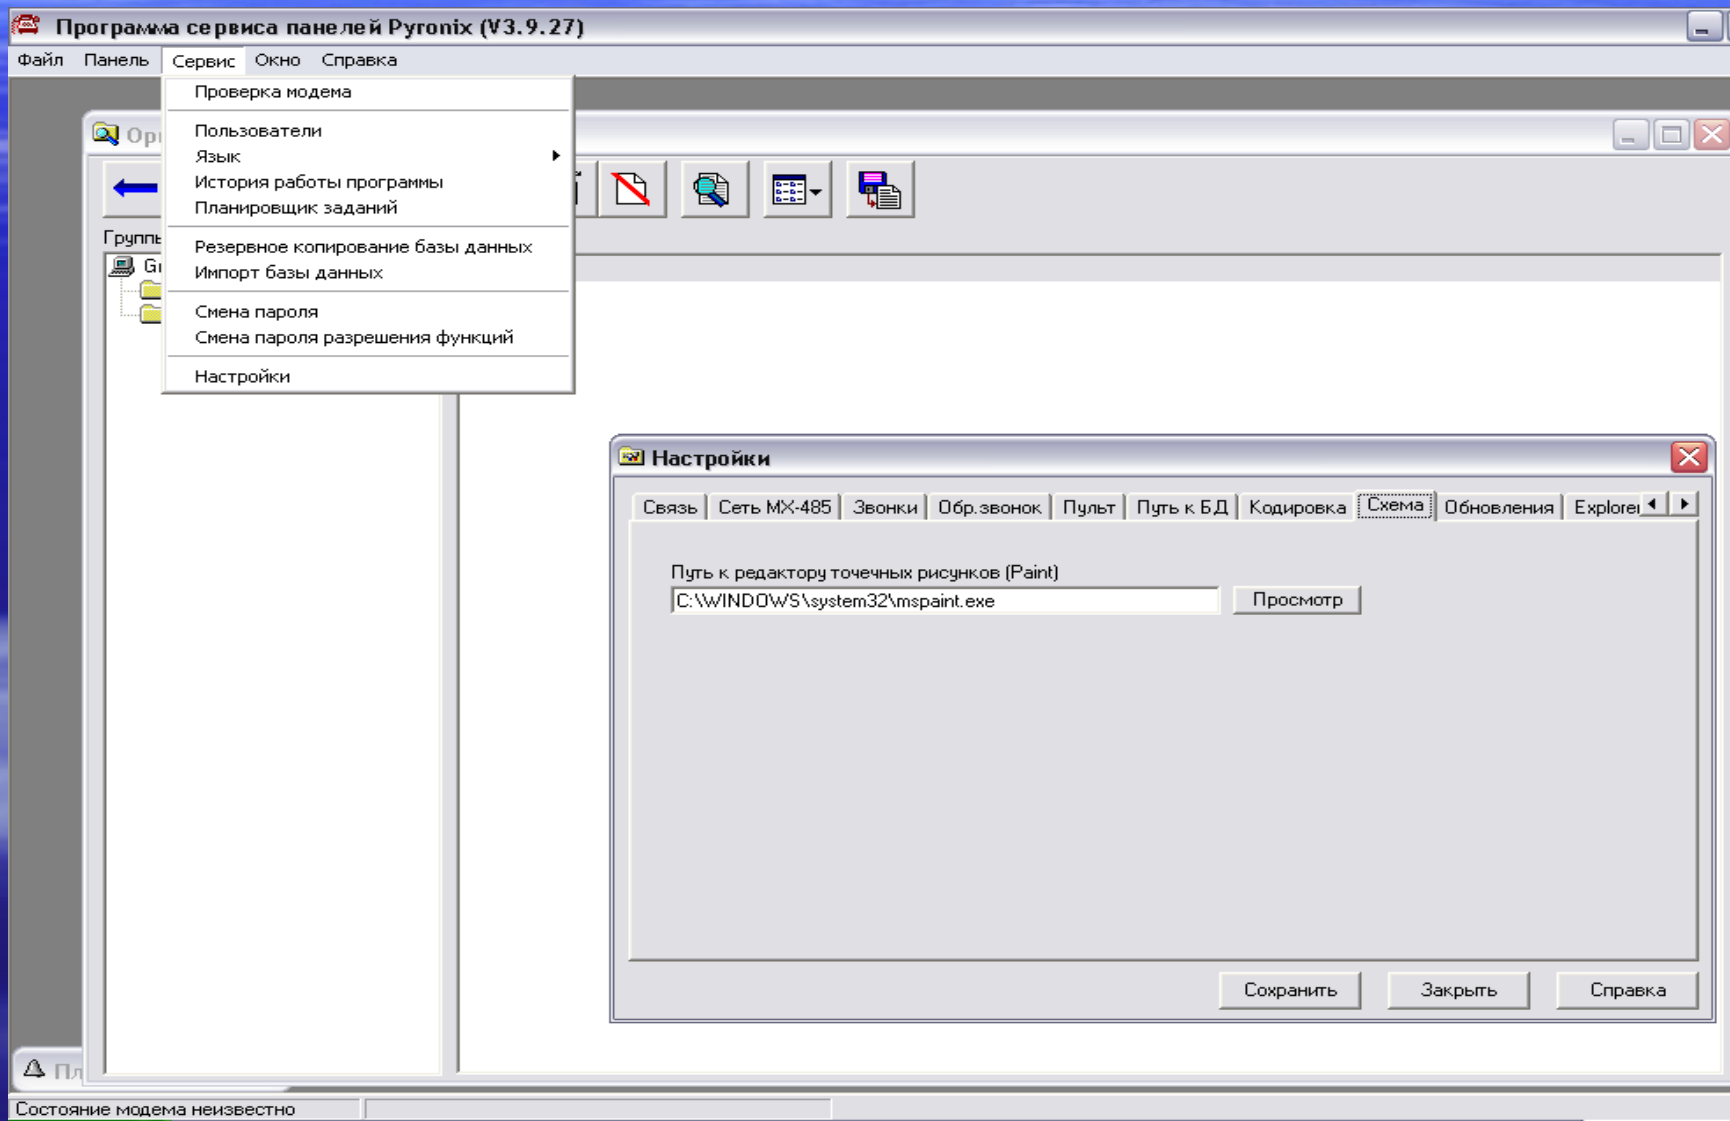 Программа сервиса панелей Pyronix (V3.9.27)
Файл Панель Сервис Окно Справка
Проверка модема
Пользователи
Язык
История работы программы
Планировщик заданий
Резервное копирование базы данных
Импорт базы данных
Смена пароля
Смена пароля разрешения функций
Настройки
Настройки
Связь Сеть MX-485 Звонки Обр.звонок Пульт Путь к БД Кодировка Схема Обновления
Путь к редактору точечных рисунков (Paint)
C:\WINDOWS\system32\mspaint.exe Просмотр
Сохранить Закрыть Справка
Состояние модема неизвестно